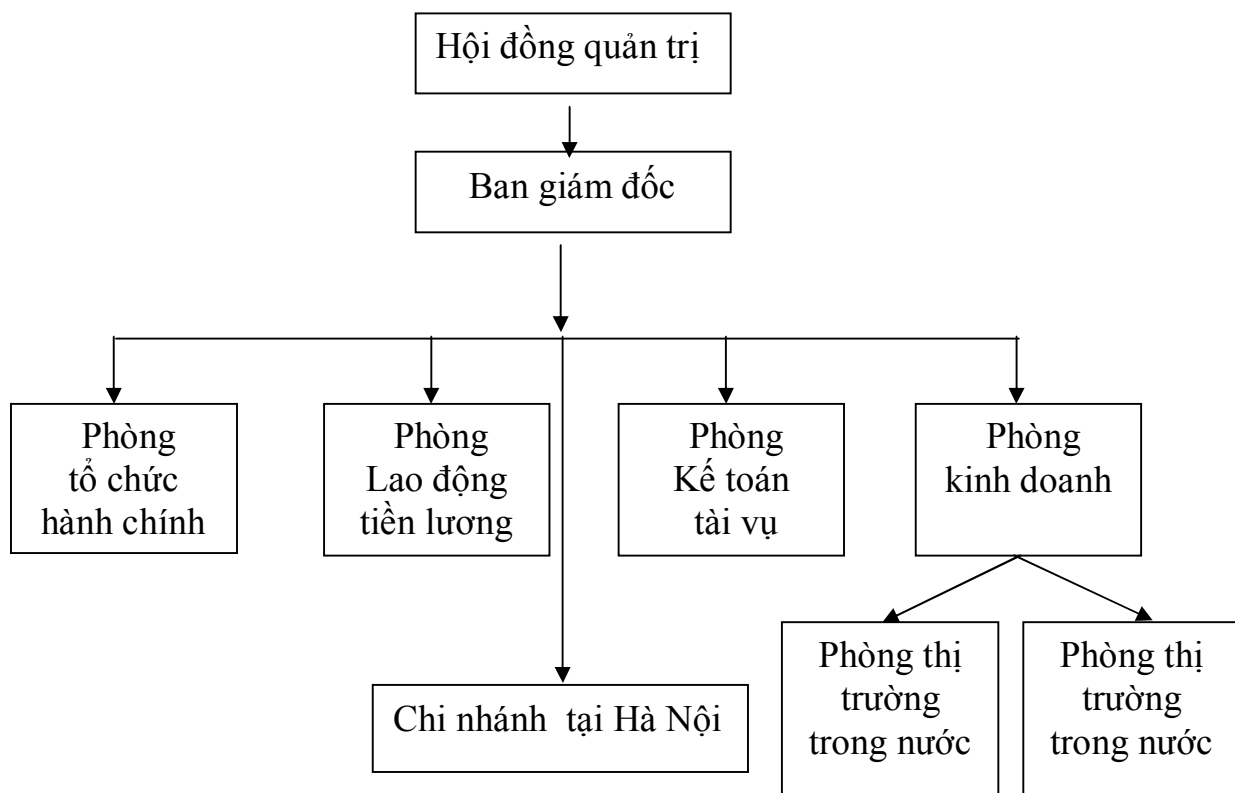 Hội đồng quản trị
Ban giám đốc
Phòng
tổ chức
hành chính
Phòng
Lao động
tiền lương
Phòng
Kế toán
tài vụ
Phòng
kinh doanh
Chi nhánh tại Hà Nội
Phòng thị
trường
trong nước
Phòng thị
trường
trong nước